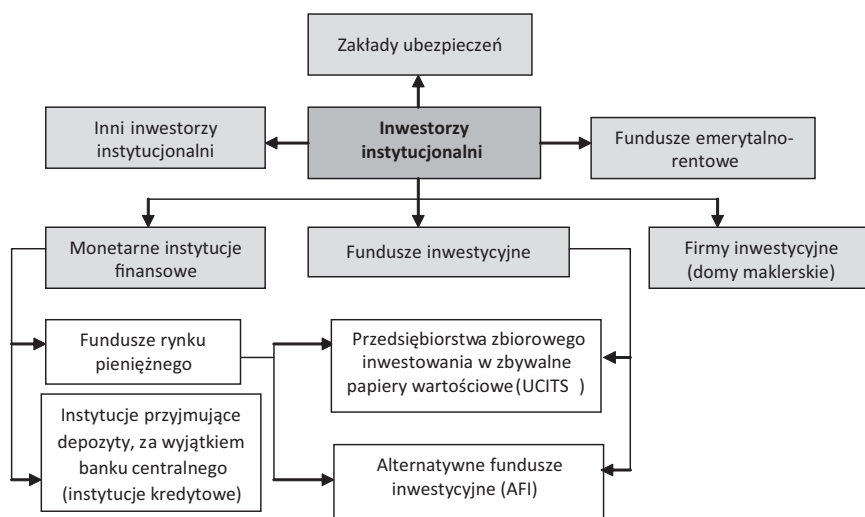 Zakłady ubezpieczeń
Inni inwestorzy
instytucjonalni
Inwestorzy
instytucjonalni
Fundusze emerytalno-
rentowe
Monetarne instytucje
finansowe
Fundusze inwestycyjne
Firmy inwestycyjne
(domy maklerskie)
Fundusze rynku
pieniężnego
Przedsiębiorstwa zbiorowego
inwestowania w zbywalne
papiery wartościowe (UCITS )
Instytucje przyjmujące
depozyty, za wyjątkiem
banku centralnego
(instytucje kredytowe)
Alternatywne fundusze
inwestycyjne (AFI)